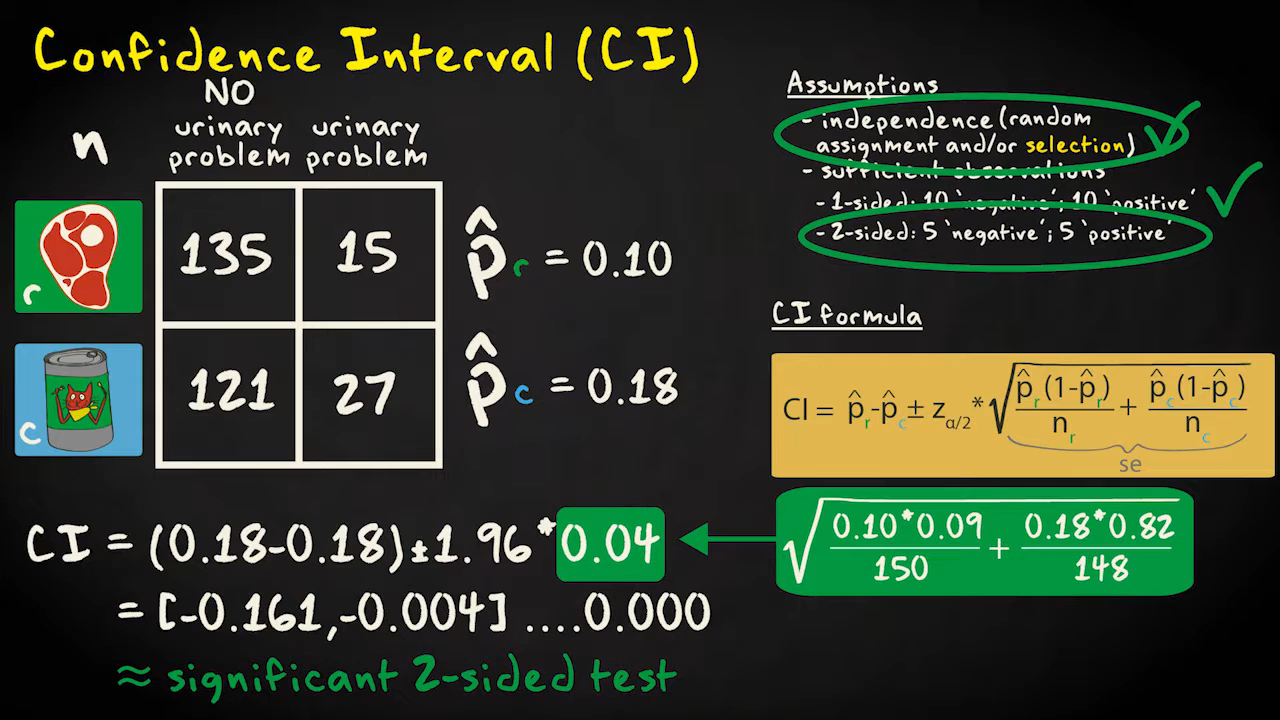 Confidence Interval (CI)
NO
n
urinary problem
urinary problem
r
135
15
p̂r = 0.10
c
121
27
p̂c = 0.18
CI = (0.18-0.18)±1.96*0.04
= [-0.161,-0.004] ....0.000
≈ significant 2-sided test
Assumptions
- independence (random
assignment and/or selection)
- sufficient observations
- 1-sided: 10 `negative´; 10 `positive´
- 2-sided: 5 `negative´; 5 `positive´
CI formula
CI = p̂r-p̂c ± zα/2* √ p̂r(1-p̂r)/nr + p̂c(1-p̂c)/nc
se
√ 0.10*0.09/150 + 0.18*0.82/148